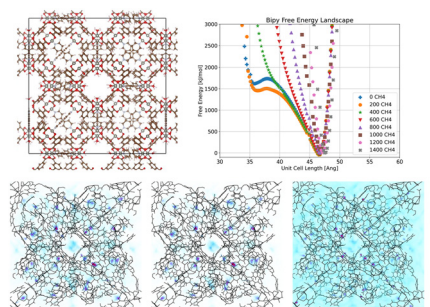 Bipy Free Energy Landscape
3000
2500
2000
1500
1000
500
0
Free Energy [kJ/mol]
0 CH4
200 CH4
400 CH4
600 CH4
800 CH4
1000 CH4
1200 CH4
1400 CH4
30 35 40 45 50 55 60
Unit Cell Length [Ang]